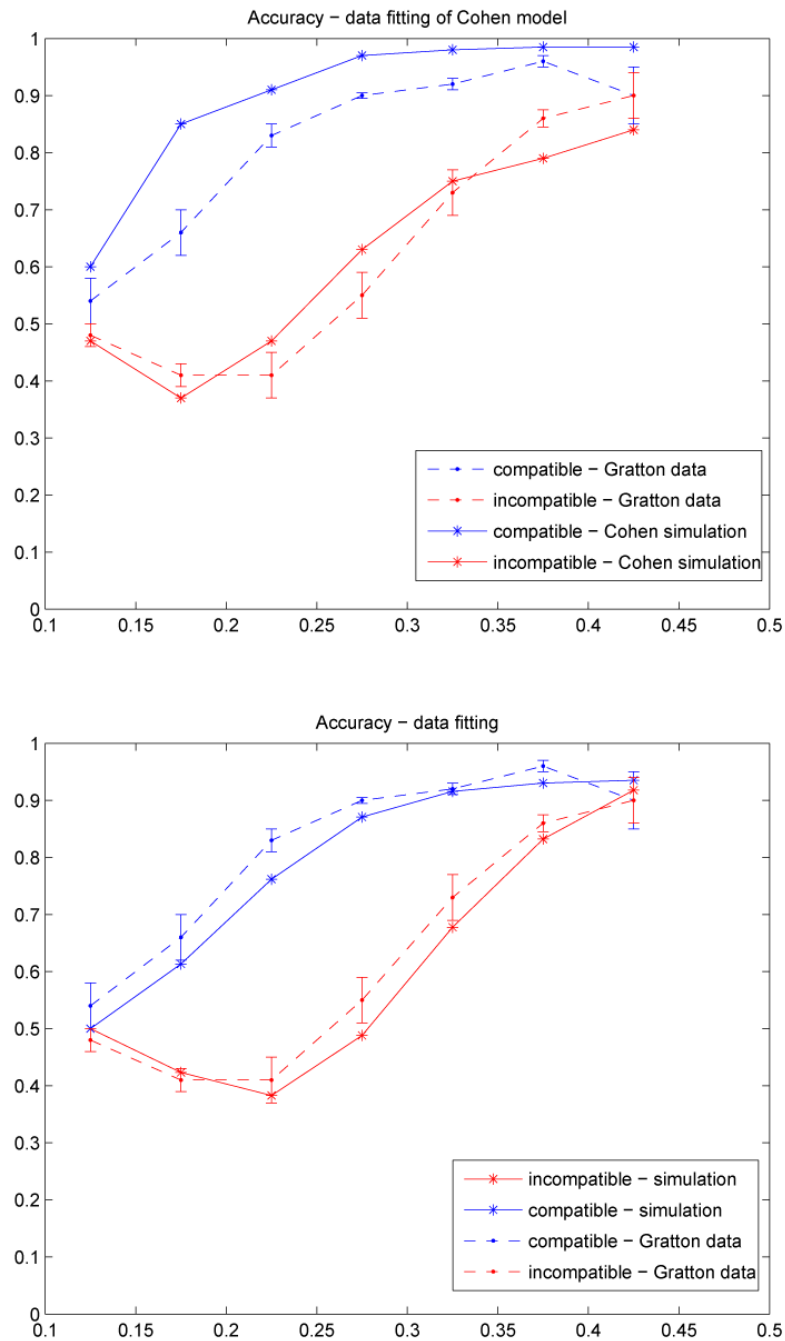 Accuracy − data fitting of Cohen model
1
0.9
0.8
0.7
0.6
0.5
0.4
0.3
0.2
0.1
0
compatible − Gratton data
incompatible − Gratton data
compatible − Cohen simulation
incompatible − Cohen simulation
0.1 0.15 0.2 0.25 0.3 0.35 0.4 0.45 0.5
Accuracy − data fitting
1
0.9
0.8
0.7
0.6
0.5
0.4
0.3
0.2
0.1
0
incompatible − simulation
compatible − simulation
compatible − Gratton data
incompatible − Gratton data
0.1 0.15 0.2 0.25 0.3 0.35 0.4 0.45 0.5